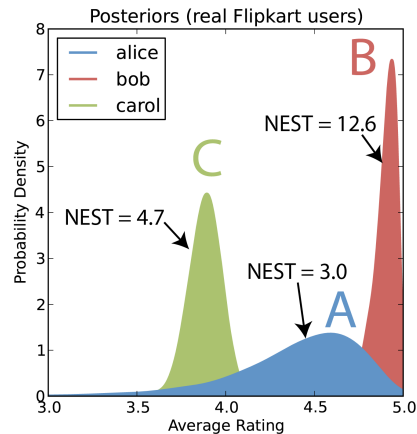 Posteriors (real Flipkart users)
8
7
6
5
4
3
2
1
0
Probability Density
alice
bob
carol
B
NEST = 12.6
C
NEST = 4.7
NEST = 3.0
A
3.0 3.5 4.0 4.5 5.0
Average Rating